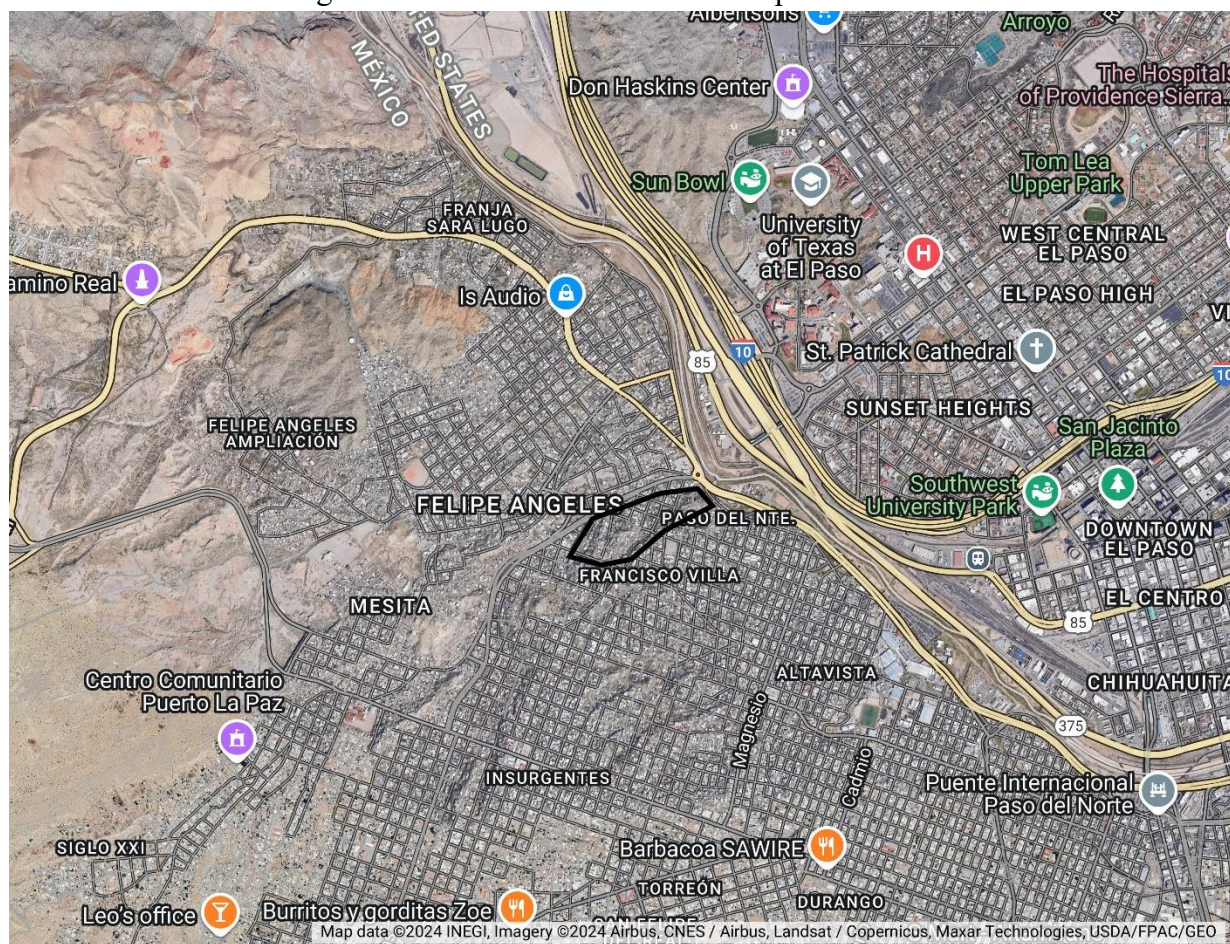 Albertsons
Arroyo
UNITED STATES
MÉXICO
Don Haskins Center
The Hospitals
of Providence Sierra...
Sun Bowl
University
of Texas
at El Paso
Tom Lea
Upper Park
FRANJA
SARA LUGO
H
WEST CENTRAL
EL PASO
amino Real
Is Audio
EL PASO HIGH
85
10
St. Patrick Cathedral
10
SUNSET HEIGHTS
FELIPE ANGELES
AMPLIACIÓN
San Jacinto
Plaza
FELIPE ANGELES
Southwest
University Park
PASO DEL NTE.
DOWNTOWN
EL PASO
FRANCISCO VILLA
MESITA
EL CENTRO
85
Centro Comunitario
Puerto La Paz
ALTAVISTA
CHIHUAHUITA
Magnesio
375
INSURGENTES
Cadmio
Puente Internacional
Paso del Norte
SIGLO XXI
Barbacoa SAWIRE
TORREÓN
DURANGO
Leo's office
Burritos y gorditas Zoe
SAN FELIPE
Map data ©2024 INEGI, Imagery ©2024 Airbus, CNES / Airbus, Landsat / Copernicus, Maxar Technologies, USDA/FPAC/GEO